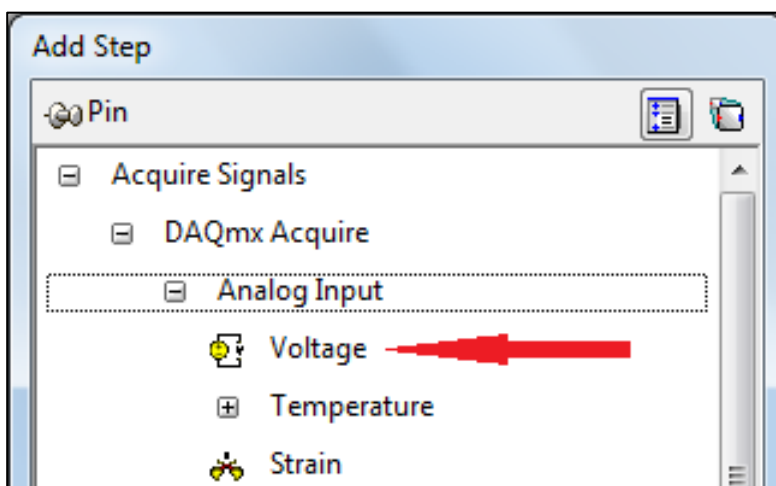 Add Step
Pin
Acquire Signals
DAQmx Acquire
Analog Input
Voltage
Temperature
Strain